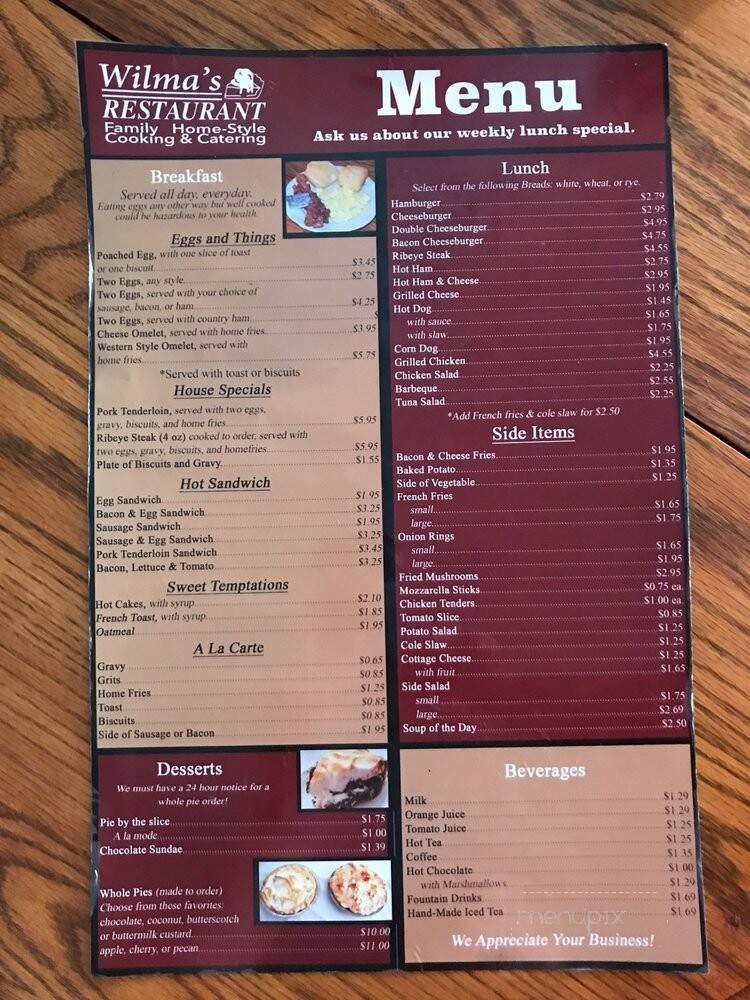 Wilma's
RESTAURANT
Family Home-Style
Cooking & Catering
Menu
Ask us about our weekly lunch special.
Breakfast
Served all day, everyday.
Eating eggs any other way but well cooked
could be hazardous to your health
Eggs and Things
Poached Egg, with one slice of toast
or one biscuit $3.45
Two Eggs, any style $2.75
Two Eggs, served with your choice of
sausage, bacon, or ham $4.25
Two Eggs, served with country ham $
Cheese Omelet, served with home fries $3.95
Western Style Omelet, served with
home fries $5.75
*Served with toast or biscuits
House Specials
Pork Tenderloin, served with two eggs,
gravy, biscuits, and home fries $5.95
Ribeye Steak (4 oz) cooked to order, served with
two eggs, gravy, biscuits, and homefries $5.95
Plate of Biscuits and Gravy $1.55
Hot Sandwich
Egg Sandwich $1.95
Bacon & Egg Sandwich $3.25
Sausage Sandwich $1.95
Sausage & Egg Sandwich $3.25
Pork Tenderloin Sandwich $3.45
Bacon, Lettuce & Tomato $3.25
Sweet Temptations
Hot Cakes, with syrup $2.10
French Toast, with syrup $1.85
Oatmeal $1.95
A La Carte
Gravy $0.65
Grits $0.85
Home Fries $1.25
Toast $0.85
Biscuits $0.85
Side of Sausage or Bacon $1.95
Desserts
We must have a 24 hour notice for a
whole pie order!
Pie by the slice $1.75
A la mode $1.00
Chocolate Sundae $1.39
Whole Pies (made to order)
Choose from these favorites:
chocolate, coconut, butterscotch
or buttermilk custard $10.00
apple, cherry, or pecan $11.00
Lunch
Select from the following Breads: white, wheat, or rye.
Hamburger $2.79
Cheeseburger $2.95
Double Cheeseburger $4.95
Bacon Cheeseburger $4.75
Ribeye Steak $4.55
Hot Ham $2.75
Hot Ham & Cheese $2.95
Grilled Cheese $1.95
Hot Dog $1.45
with sauce $1.65
with slaw $1.75
Corn Dog $1.95
Grilled Chicken $4.55
Chicken Salad $2.25
Barbeque $2.55
Tuna Salad $2.25
*Add French fries & cole slaw for $2.50
Side Items
Bacon & Cheese Fries $1.95
Baked Potato $1.35
Side of Vegetable $1.25
French Fries
small $1.65
large $1.75
Onion Rings
small $1.65
large $1.95
Fried Mushrooms $2.95
Mozzarella Sticks $0.75 ea.
Chicken Tenders $1.00 ea.
Tomato Slice $0.85
Potato Salad $1.25
Cole Slaw $1.25
Cottage Cheese $1.25
with fruit $1.65
Side Salad
small $1.75
large $2.69
Soup of the Day $2.50
Beverages
Milk $1.29
Orange Juice $1.29
Tomato Juice $1.25
Hot Tea $1.25
Coffee $1.35
Hot Chocolate $1.00
with Marshmallows $1.29
Fountain Drinks $1.69
Hand-Made Iced Tea $1.69
menupix
We Appreciate Your Business!